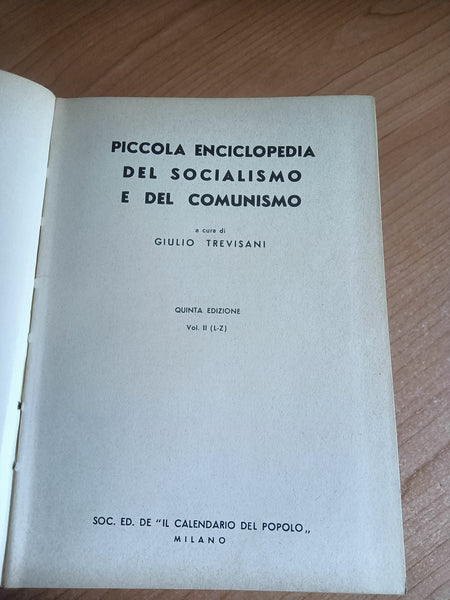 PICCOLA ENCICLOPEDIA
DEL SOCIALISMO
E DEL COMUNISMO
a cura di
GIULIO TREVISANI
QUINTA EDIZIONE
Vol. II (L-Z)
SOC. ED. DE "IL CALENDARIO DEL POPOLO„
MILANO